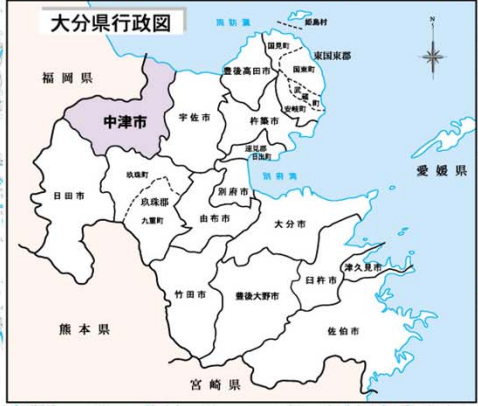 大分県行政図
周防灘
姫島村
N
国見町
東国東郡
福岡県
豊後高田市
国東町
武蔵町
安岐町
中津市
宇佐市
杵築市
速見郡
日出町
愛媛県
別府湾
玖珠町
日田市
玖珠郡
別府市
九重町
由布市
大分市
津久見市
臼杵市
竹田市
豊後大野市
佐伯市
熊本県
宮崎県